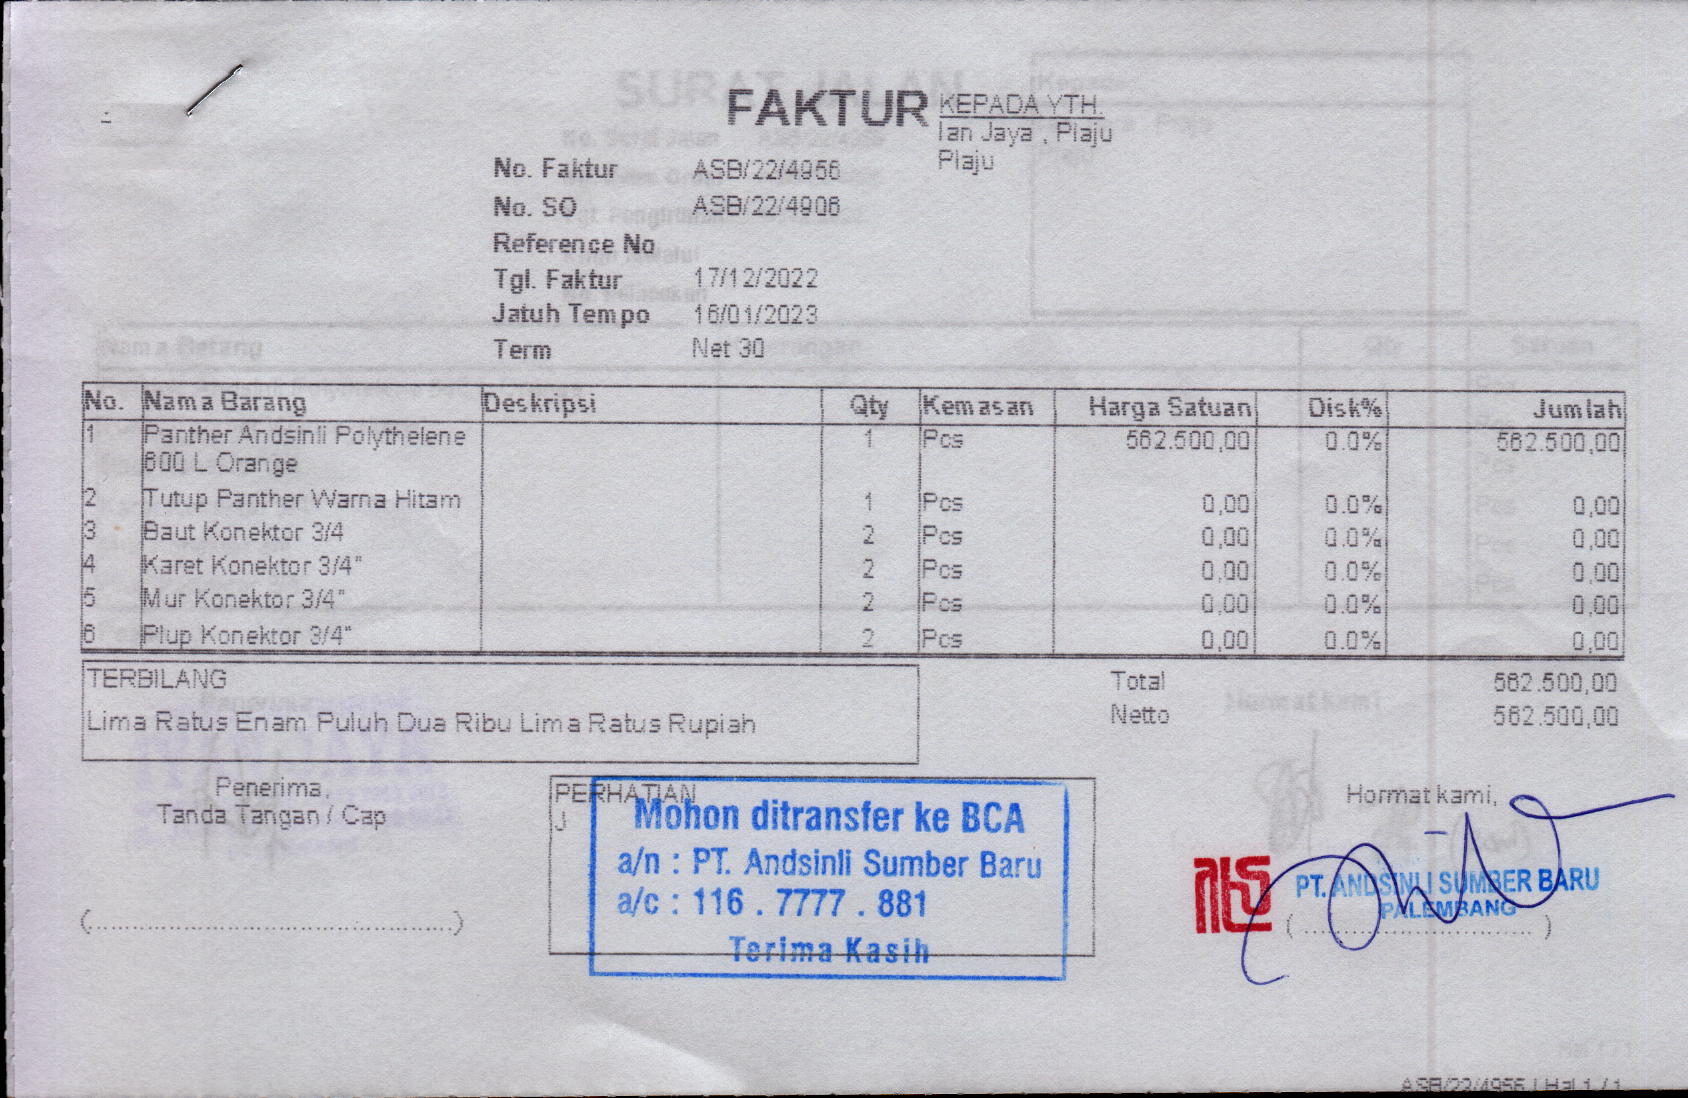 FAKTUR
KEPADA YTH.
Ian Jaya , Plaju
Plaju
No. Faktur ASB/22/4956
No. SO ASB/22/4906
Reference No
Tgl. Faktur 17/12/2022
Jatuh Tempo 16/01/2023
Term Net 30
No. Nama Barang Deskripsi Qty Kemasan Harga Satuan Disk% Jumlah
1 Panther Andsinli Polythelene 1 Pcs 562.500,00 0.0% 562.500,00
600 L Orange
2 Tutup Panther Warna Hitam 1 Pcs 0,00 0.0% 0,00
3 Baut Konektor 3/4 2 Pcs 0,00 0.0% 0,00
4 Karet Konektor 3/4" 2 Pcs 0,00 0.0% 0,00
5 Mur Konektor 3/4" 2 Pcs 0,00 0.0% 0,00
6 Plup Konektor 3/4" 2 Pcs 0,00 0.0% 0,00
TERBILANG
Lima Ratus Enam Puluh Dua Ribu Lima Ratus Rupiah
Total 562.500,00
Netto 562.500,00
Penerima,
Tanda Tangan / Cap
(............................................)
PERHATIAN
J
Mohon ditransfer ke BCA
a/n : PT. Andsinli Sumber Baru
a/c : 116 . 7777 . 881
Terima Kasih
Hormat kami,
PT. ANDSINLI SUMBER BARU
PALEMBANG
(............................)
ASB/22/4956 / Hal 1 / 1